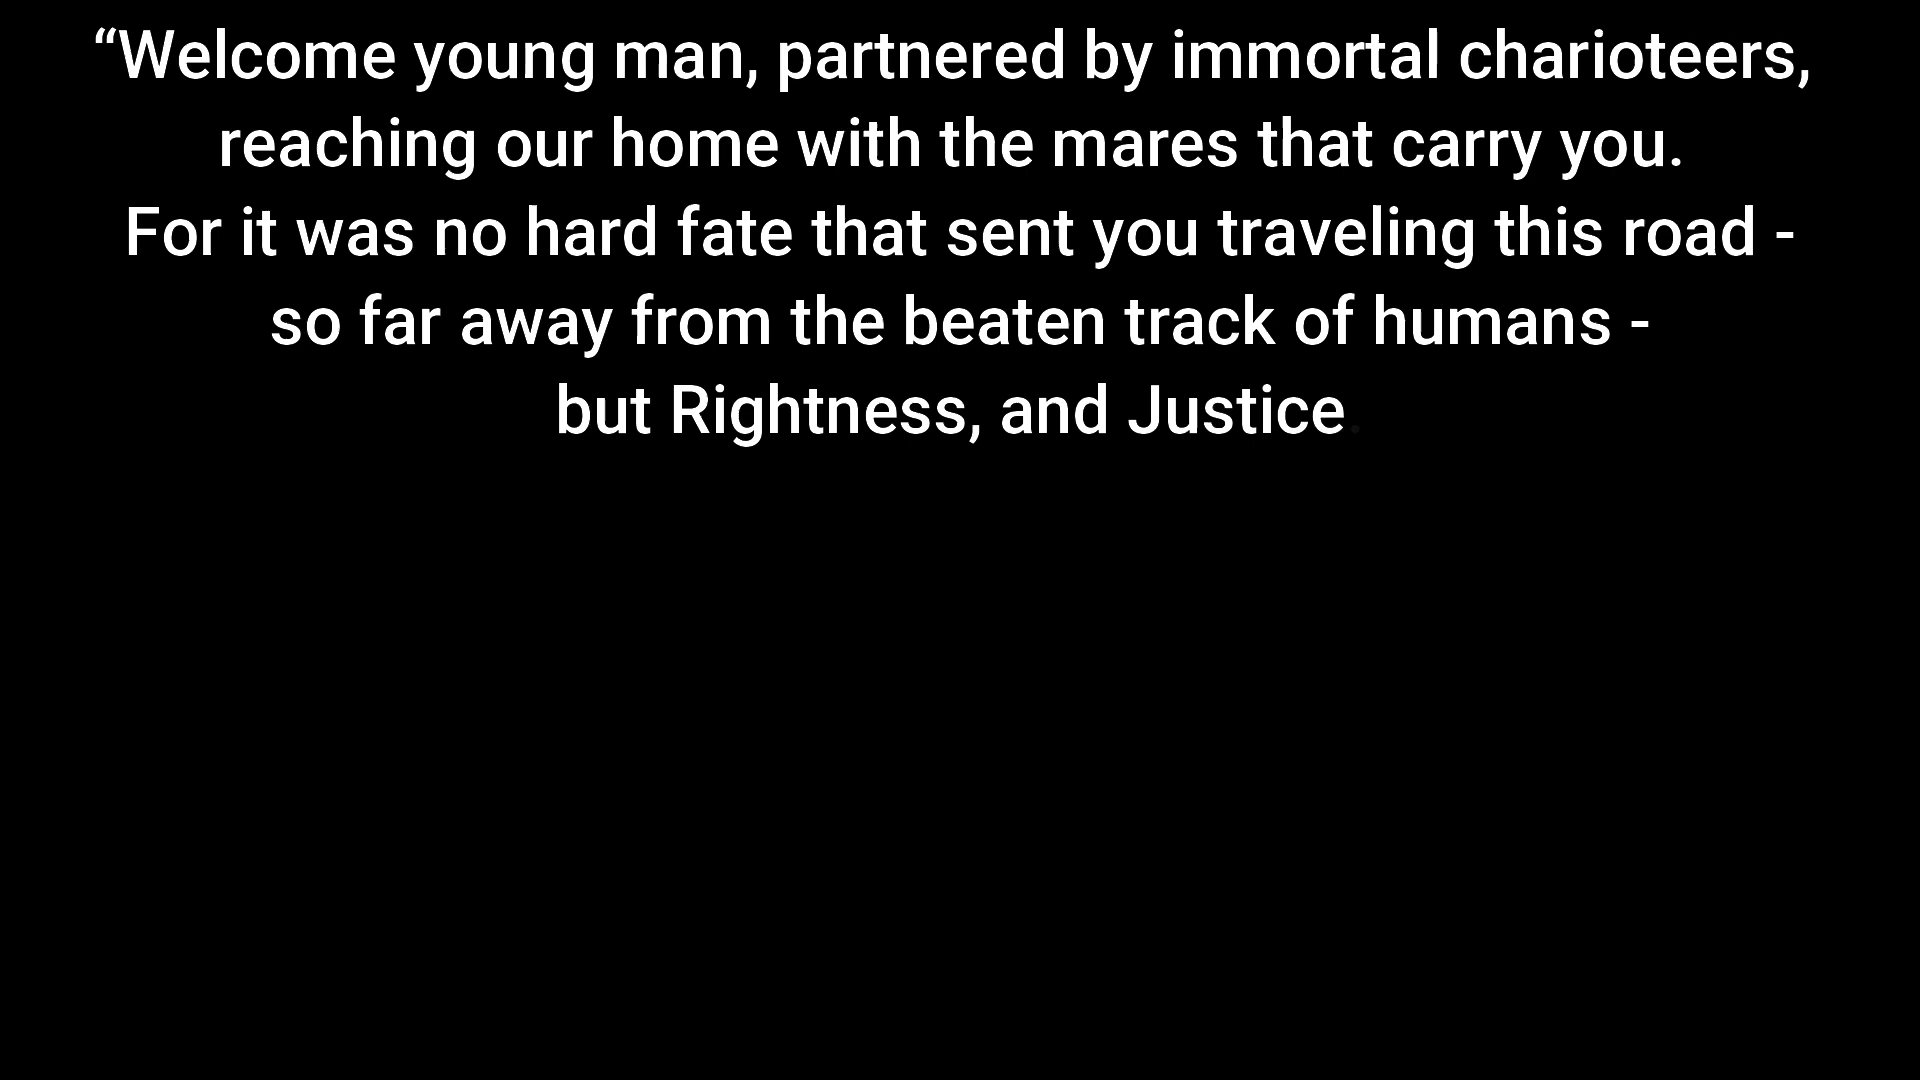 “Welcome young man, partnered by immortal charioteers,
reaching our home with the mares that carry you.
For it was no hard fate that sent you traveling this road -
so far away from the beaten track of humans -
but Rightness, and Justice.